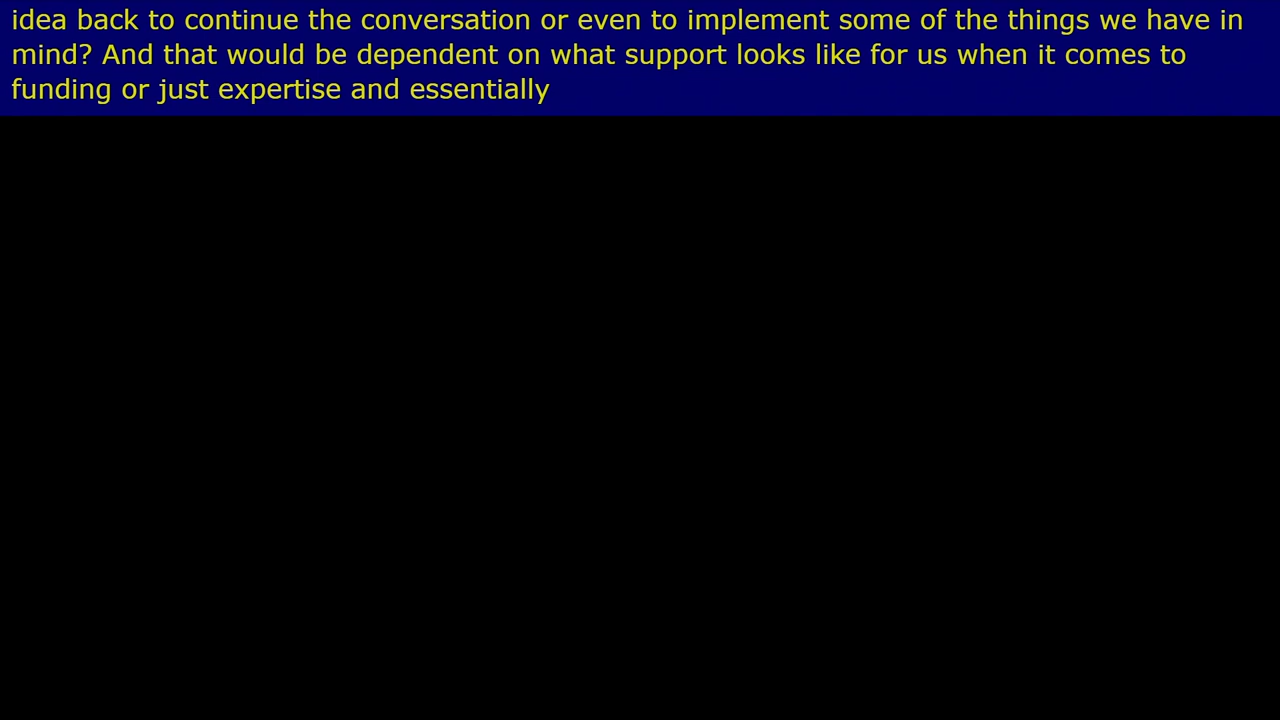 idea back to continue the conversation or even to implement some of the things we have in
mind? And that would be dependent on what support looks like for us when it comes to
funding or just expertise and essentially